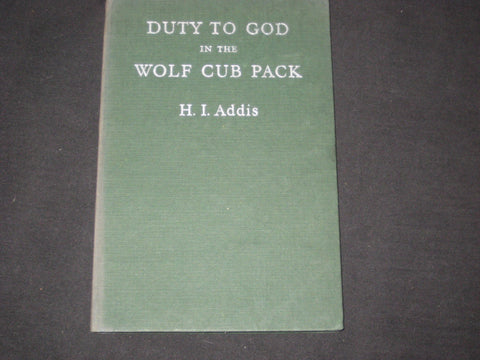 DUTY TO GOD
IN THE
WOLF CUB PACK
H. I. Addis